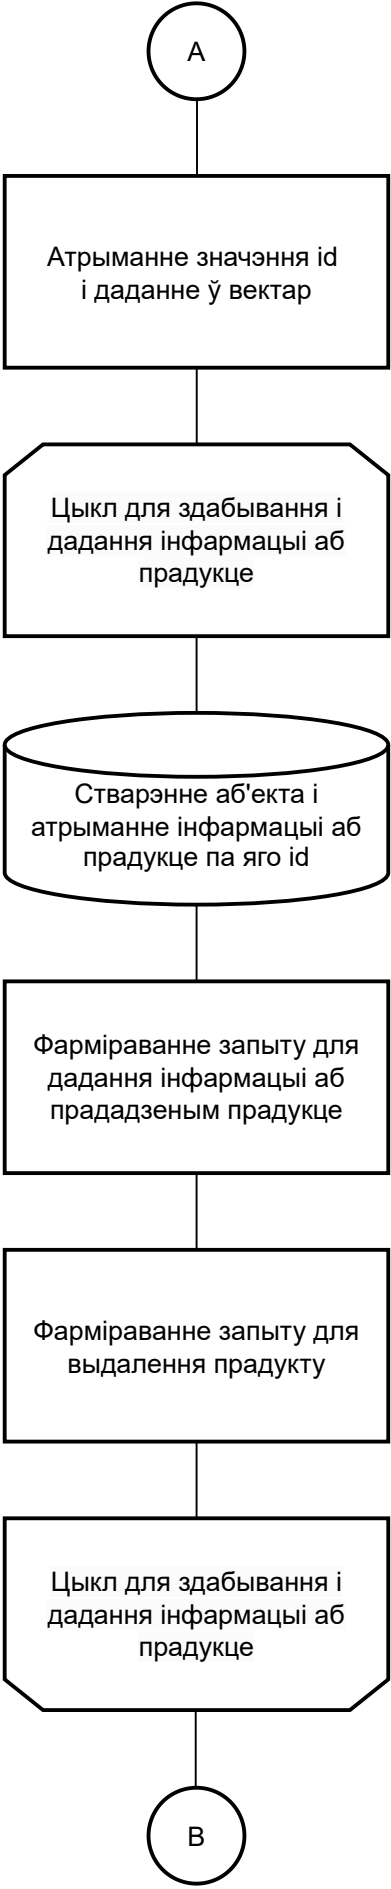 A
Атрыманне значэння id
і даданне ў вектар
Цыкл для здабывання і
дадання інфармацыі аб
прадукце
Стварэнне аб'екта і
атрыманне інфармацыі аб
прадукце па яго id
Фарміраванне запыту для
дадання інфармацыі аб
прададзеным прадукце
Фарміраванне запыту для
выдалення прадукту
Цыкл для здабывання і
дадання інфармацыі аб
прадукце
B